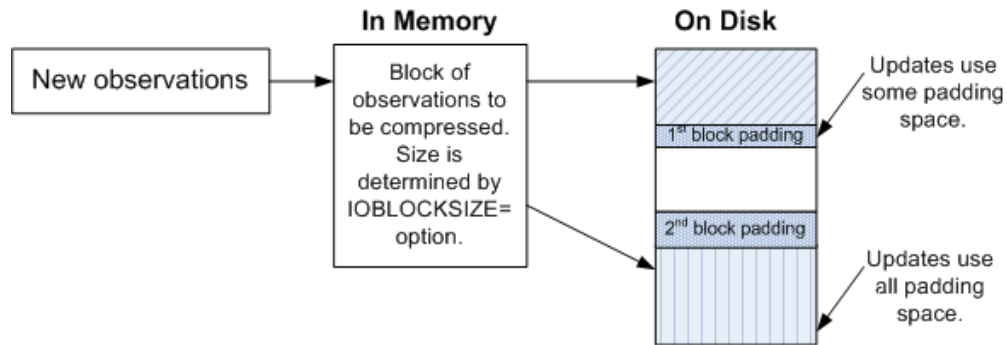 In Memory
On Disk
New observations
Block of
observations to
be compressed.
Size is
determined by
IOBLOCKSIZE=
option.
Updates use
some padding
space.
1st block padding
2nd block padding
Updates use
all padding
space.